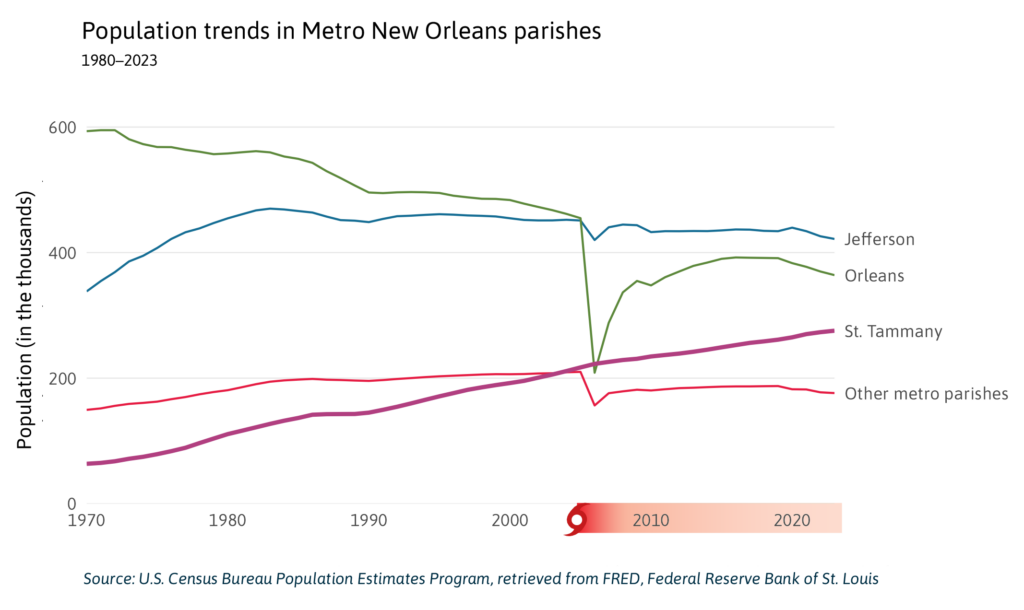 Population trends in Metro New Orleans parishes
1980–2023
Population (in the thousands)
600
400
200
0
Jefferson
Orleans
St. Tammany
Other metro parishes
1970 1980 1990 2000 2010 2020
Source: U.S. Census Bureau Population Estimates Program, retrieved from FRED, Federal Reserve Bank of St. Louis